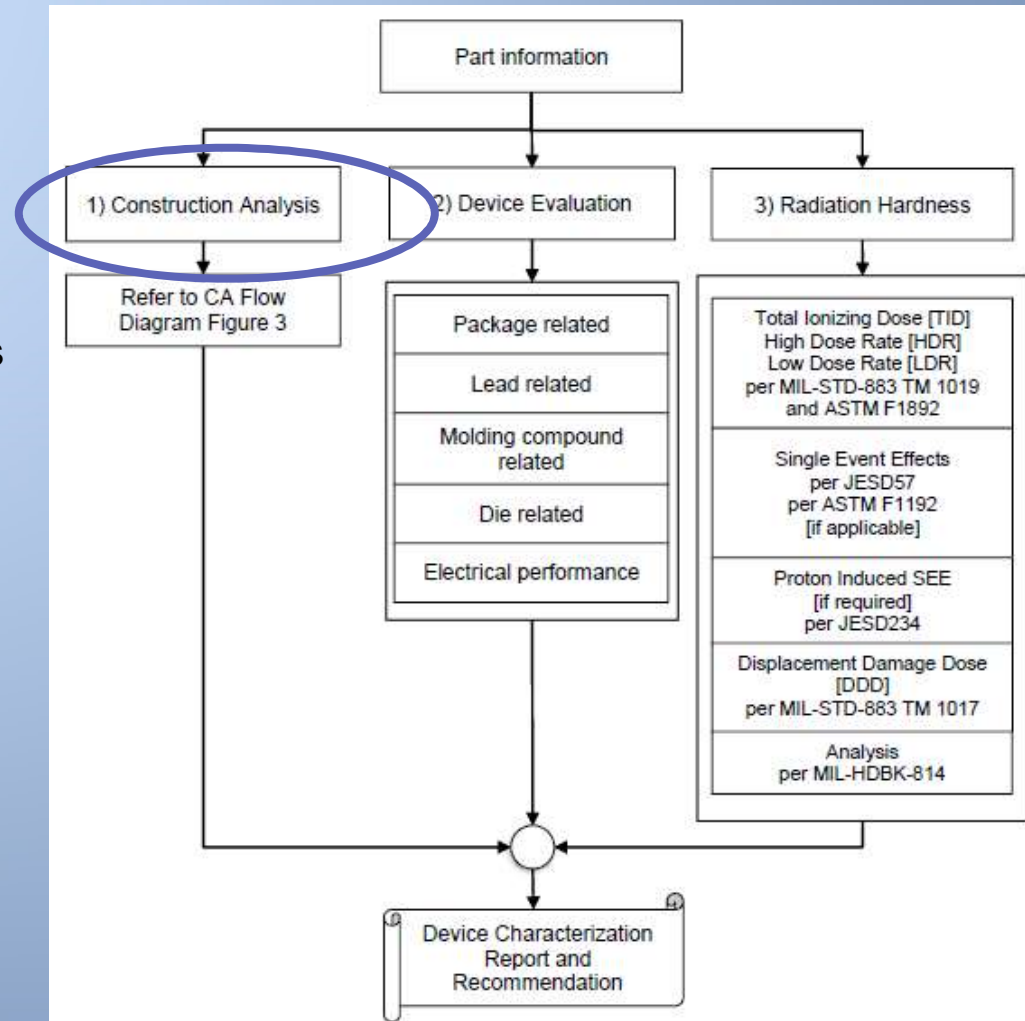 Part information
1) Construction Analysis
2) Device Evaluation
3) Radiation Hardness
Refer to CA Flow
Diagram Figure 3
s
Package related
Lead related
Molding compound
related
Die related
Electrical performance
Total Ionizing Dose [TID]
High Dose Rate [HDR]
Low Dose Rate [LDR]
per MIL-STD-883 TM 1019
and ASTM F1892
Single Event Effects
per JESD57
per ASTM F1192
[if applicable]
Proton Induced SEE
[if required]
per JESD234
Displacement Damage Dose
[DDD]
per MIL-STD-883 TM 1017
Analysis
per MIL-HDBK-814
Device Characterization
Report and
Recommendation